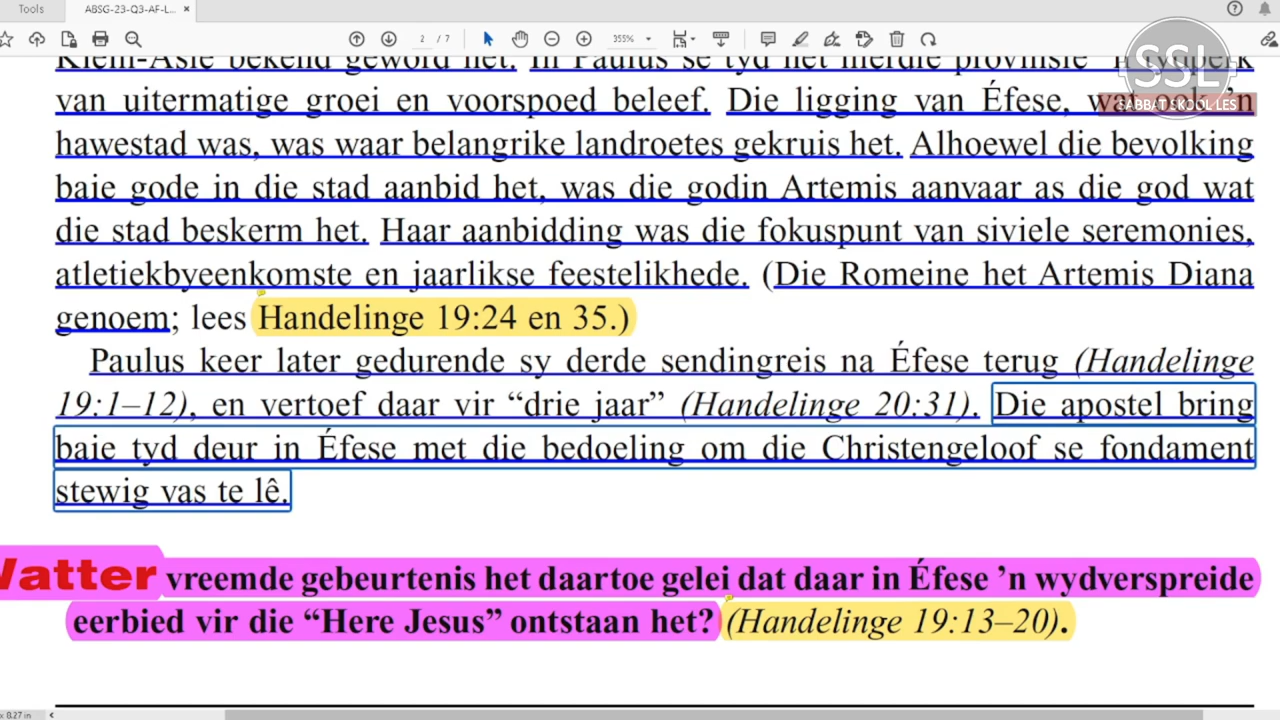 Tools ABSG-23-Q3-AF-L... ×
2 / 7 355%
SSL
SABBAT SKOOL LES
Klein-Asië bekend geword het. In Paulus se tyd het hierdie provinsie 'n tydperk
van uitermatige groei en voorspoed beleef. Die ligging van Éfese, wat ook 'n
hawestad was, was waar belangrike landroetes gekruis het. Alhoewel die bevolking
baie gode in die stad aanbid het, was die godin Artemis aanvaar as die god wat
die stad beskerm het. Haar aanbidding was die fokuspunt van siviele seremonies,
atletiekbyeenkomste en jaarlikse feestelikhede. (Die Romeine het Artemis Diana
genoem; lees Handelinge 19:24 en 35.)
Paulus keer later gedurende sy derde sendingreis na Éfese terug (Handelinge
19:1–12), en vertoef daar vir “drie jaar” (Handelinge 20:31). Die apostel bring
baie tyd deur in Éfese met die bedoeling om die Christengeloof se fondament
stewig vas te lê.
Watter vreemde gebeurtenis het daartoe gelei dat daar in Éfese ’n wydverspreide
eerbied vir die “Here Jesus” ontstaan het? (Handelinge 19:13–20).
x 8.27 in